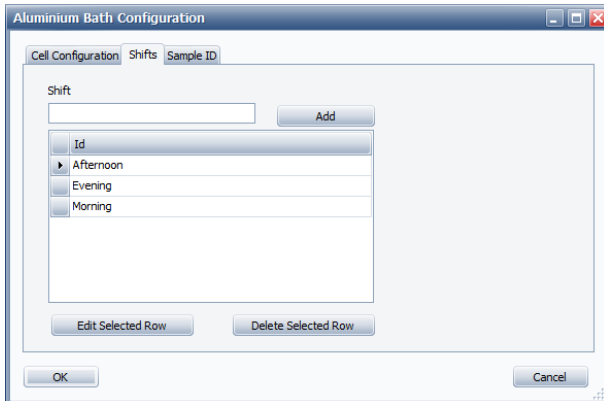 Aluminium Bath Configuration
Cell Configuration Shifts Sample ID
Shift
Add
Id
Afternoon
Evening
Morning
Edit Selected Row Delete Selected Row
OK Cancel